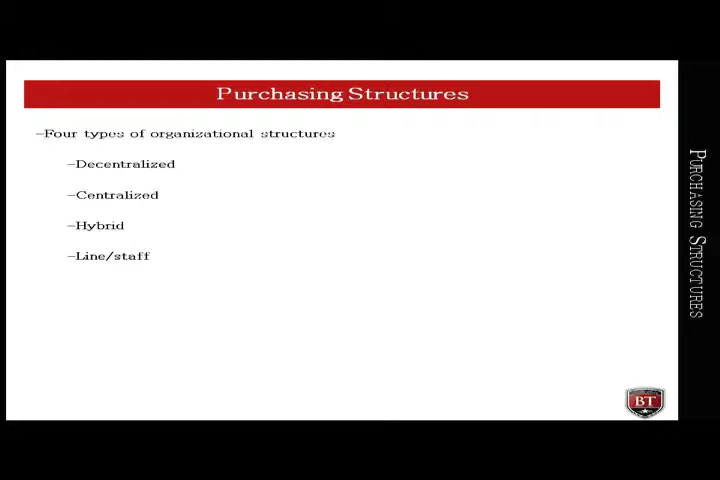 Purchasing Structures
-Four types of organizational structures
-Decentralized
-Centralized
-Hybrid
-Line/staff
BT
Purchasing Structures